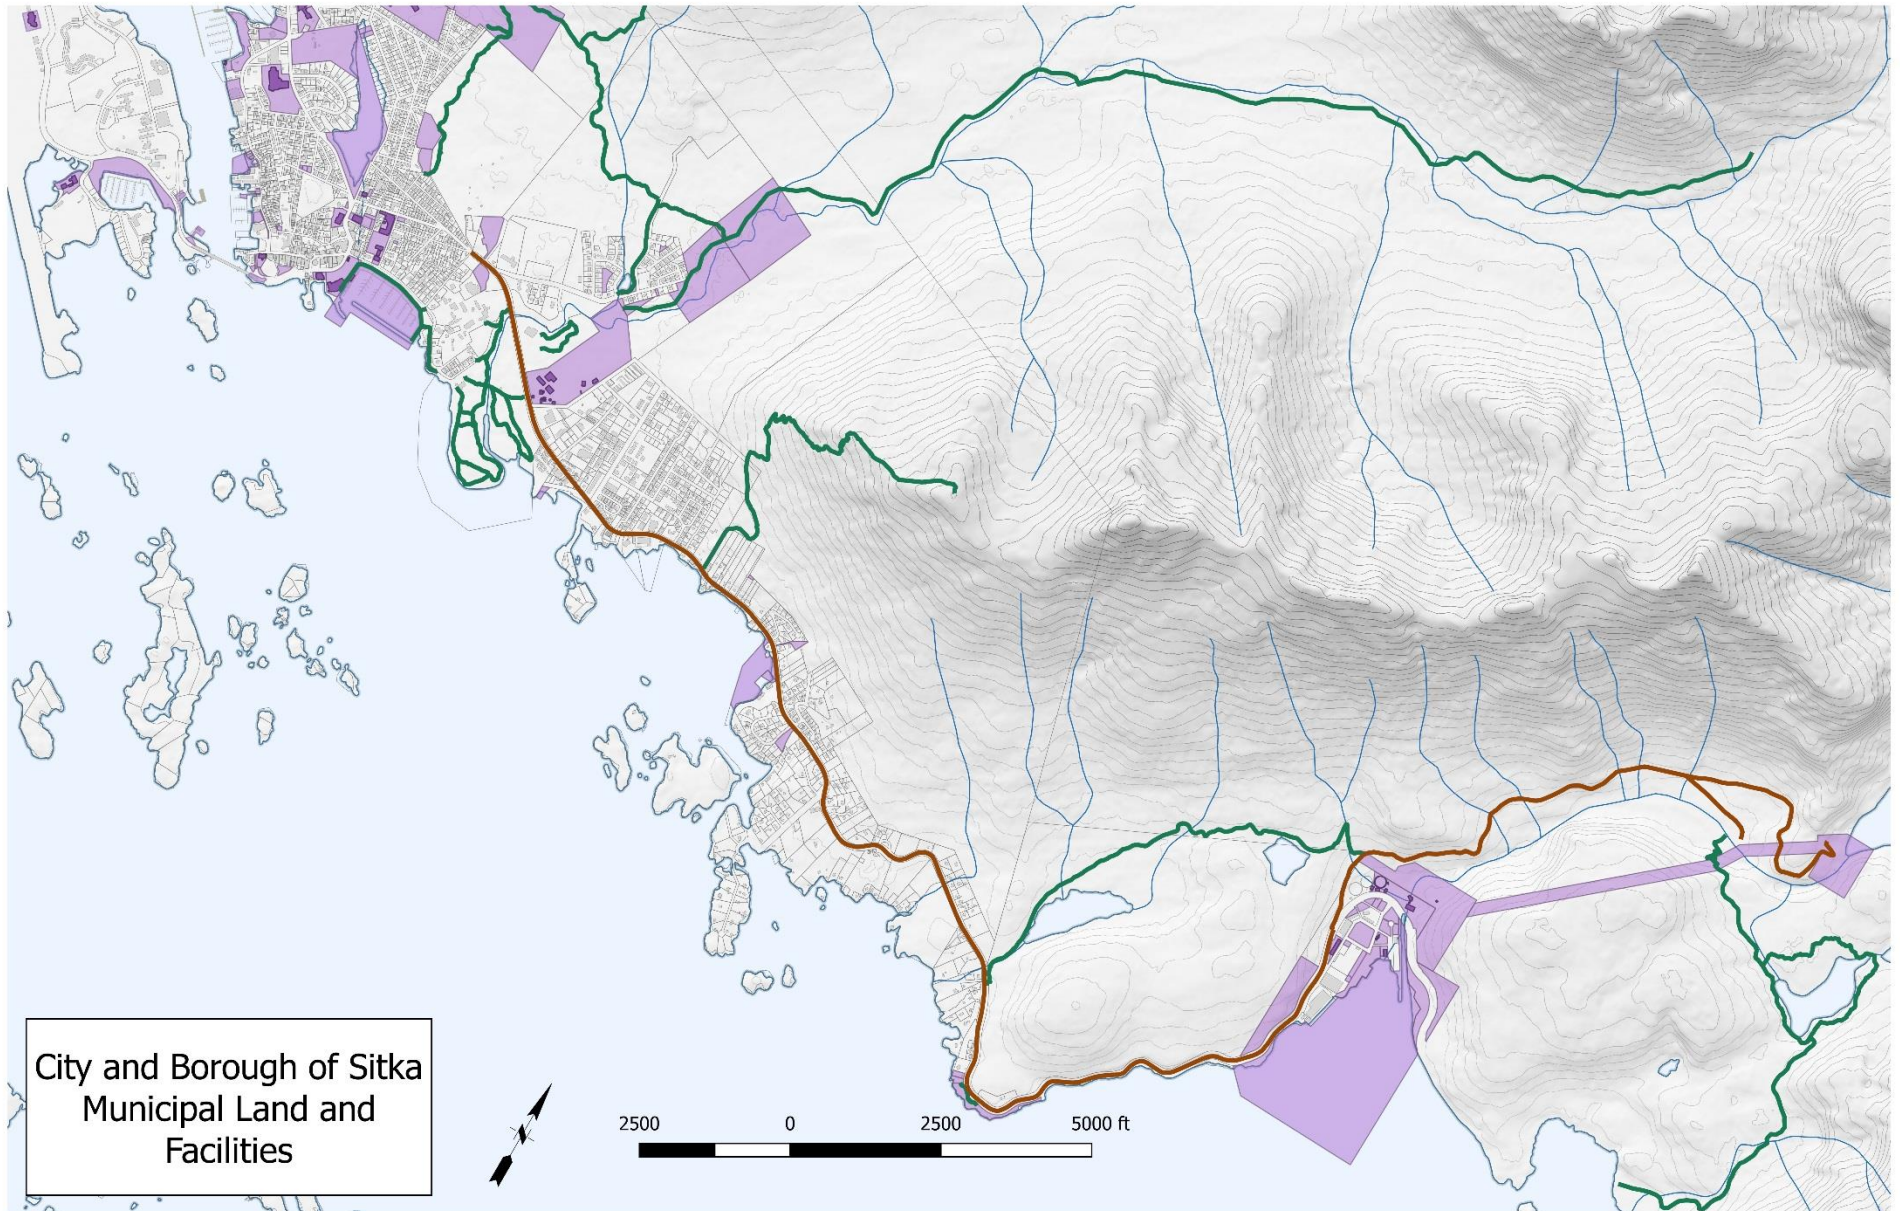 City and Borough of Sitka
Municipal Land and
Facilities
2500 0 2500 5000 ft